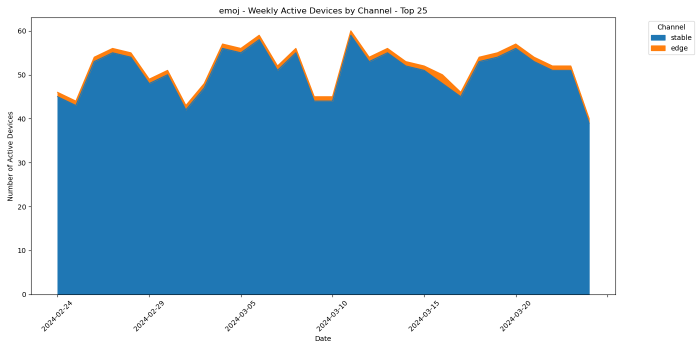 emoj - Weekly Active Devices by Channel - Top 25
Channel
stable
edge
Number of Active Devices
60
50
40
30
20
10
0
2024-02-24
2024-02-29
2024-03-05
2024-03-10
2024-03-15
2024-03-20
Date